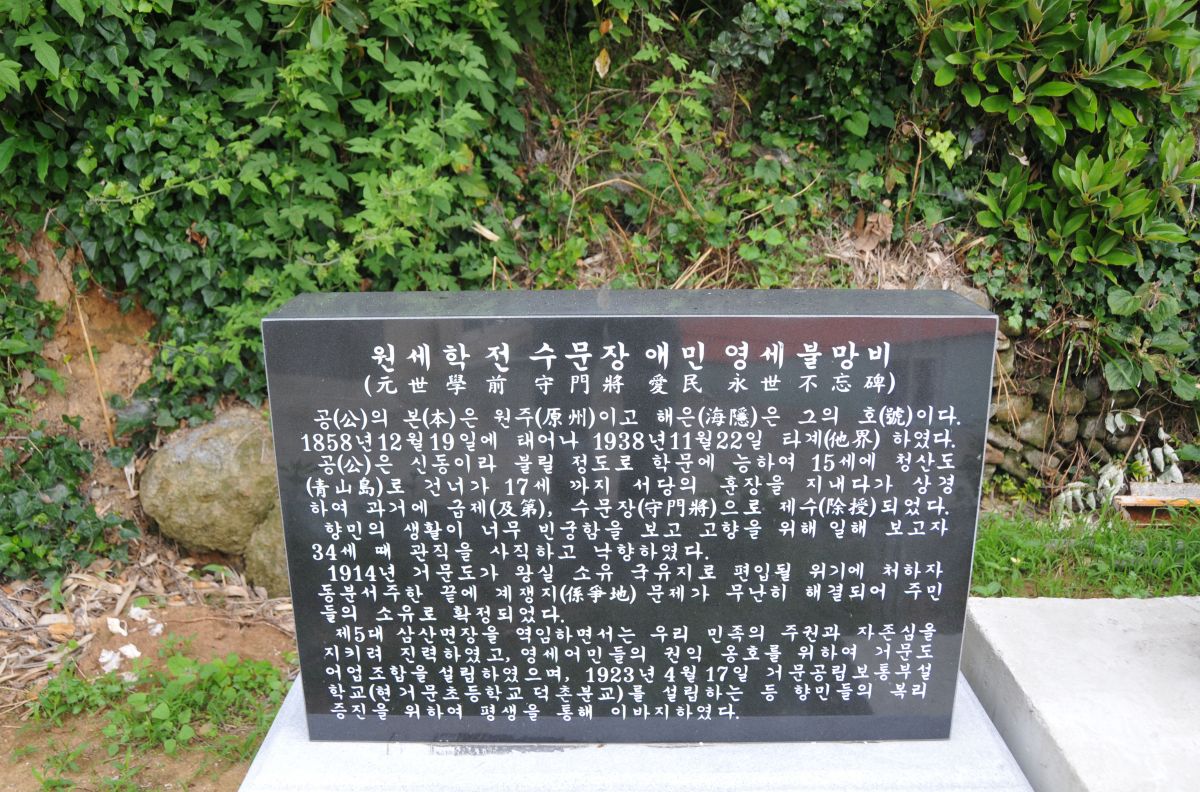 원세학 전 수문장 애민 영세불망비
(元世學 前 守門將 愛民 永世不忘碑)
공(公)의 본(本)은 원주(原州)이고 해은(海隱)은 그의 호(號)이다.
1858년 12월 19일에 태어나 1938년 11월 22일 타계(他界) 하였다.
공(公)은 신동이라 불릴 정도로 학문에 능하여 15세에 청산도
(青山島)로 건너가 17세 까지 서당의 훈장을 지내다가 상경
하여 과거에 급제(及第), 수문장(守門將)으로 제수(除授)되었다.
향민의 생활이 너무 빈궁함을 보고 고향을 위해 일해 보고자
34세 때 관직을 사직하고 낙향하였다.
1914년 거문도가 왕실 소유 국유지로 편입될 위기에 처하자
동분서주한 끝에 계쟁지(係爭地) 문제가 무난히 해결되어 주민
들의 소유로 확정되었다.
제5대 삼산면장을 역임하면서는 우리 민족의 주권과 자존심을
지키려 진력하였고, 영세어민들의 권익 옹호를 위하여 거문도
어업조합을 설립하였으며, 1923년 4월 17일 거문공립보통부설
학교(현 거문초등학교 덕촌분교)를 설립하는 등 향민들의 복리
증진을 위하여 평생을 통해 이바지하였다.